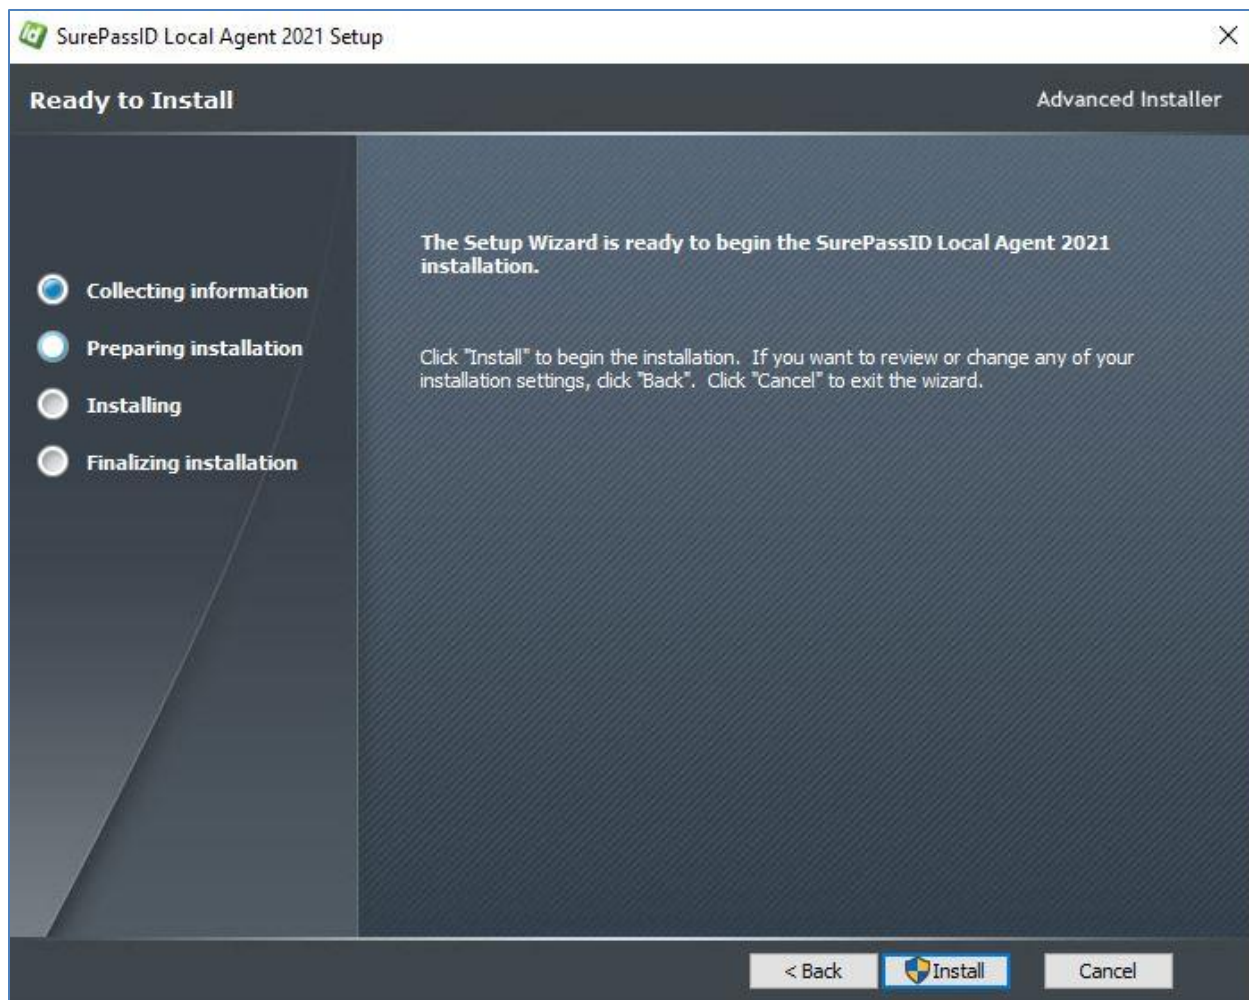 SurePassID Local Agent 2021 Setup
Ready to Install
Advanced Installer
Collecting information
Preparing installation
Installing
Finalizing installation
The Setup Wizard is ready to begin the SurePassID Local Agent 2021
installation.
Click "Install" to begin the installation. If you want to review or change any of your
installation settings, click "Back". Click "Cancel" to exit the wizard.
< Back
Install
Cancel